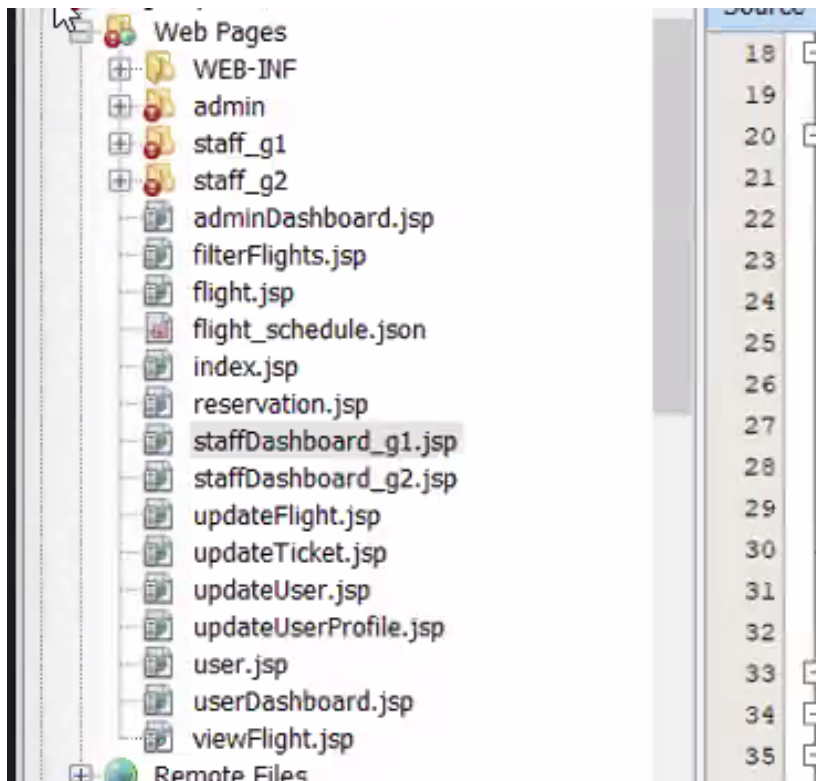 Source
Web Pages
WEB-INF
admin
staff_g1
staff_g2
adminDashboard.jsp
filterFlights.jsp
flight.jsp
flight_schedule.json
index.jsp
reservation.jsp
staffDashboard_g1.jsp
staffDashboard_g2.jsp
updateFlight.jsp
updateTicket.jsp
updateUser.jsp
updateUserProfile.jsp
user.jsp
userDashboard.jsp
viewFlight.jsp
Remote Files
18
19
20
21
22
23
24
25
26
27
28
29
30
31
32
33
34
35